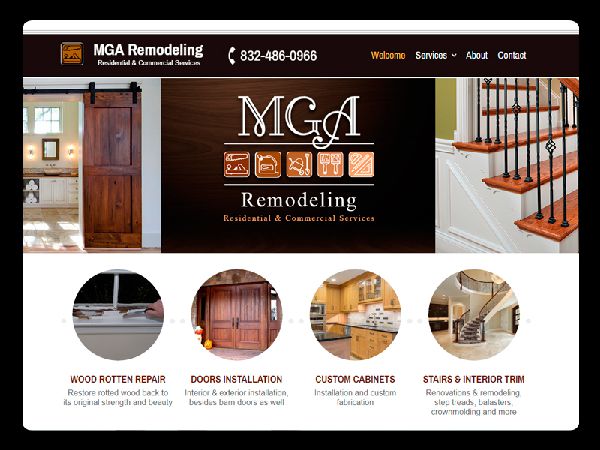 MGA Remodeling
Residential & Commercial Services
832-486-0966
Welcome Services About Contact
MGA
Remodeling
Residential & Commercial Services
WOOD ROTTEN REPAIR
Restore rotted wood back to
its original strength and beauty
DOORS INSTALLATION
Interior & exterior installation,
besides barn doors as well
CUSTOM CABINETS
Installation and custom
fabrication
STAIRS & INTERIOR TRIM
Renovations & remodeling,
step treads, balasters,
crownmolding and more